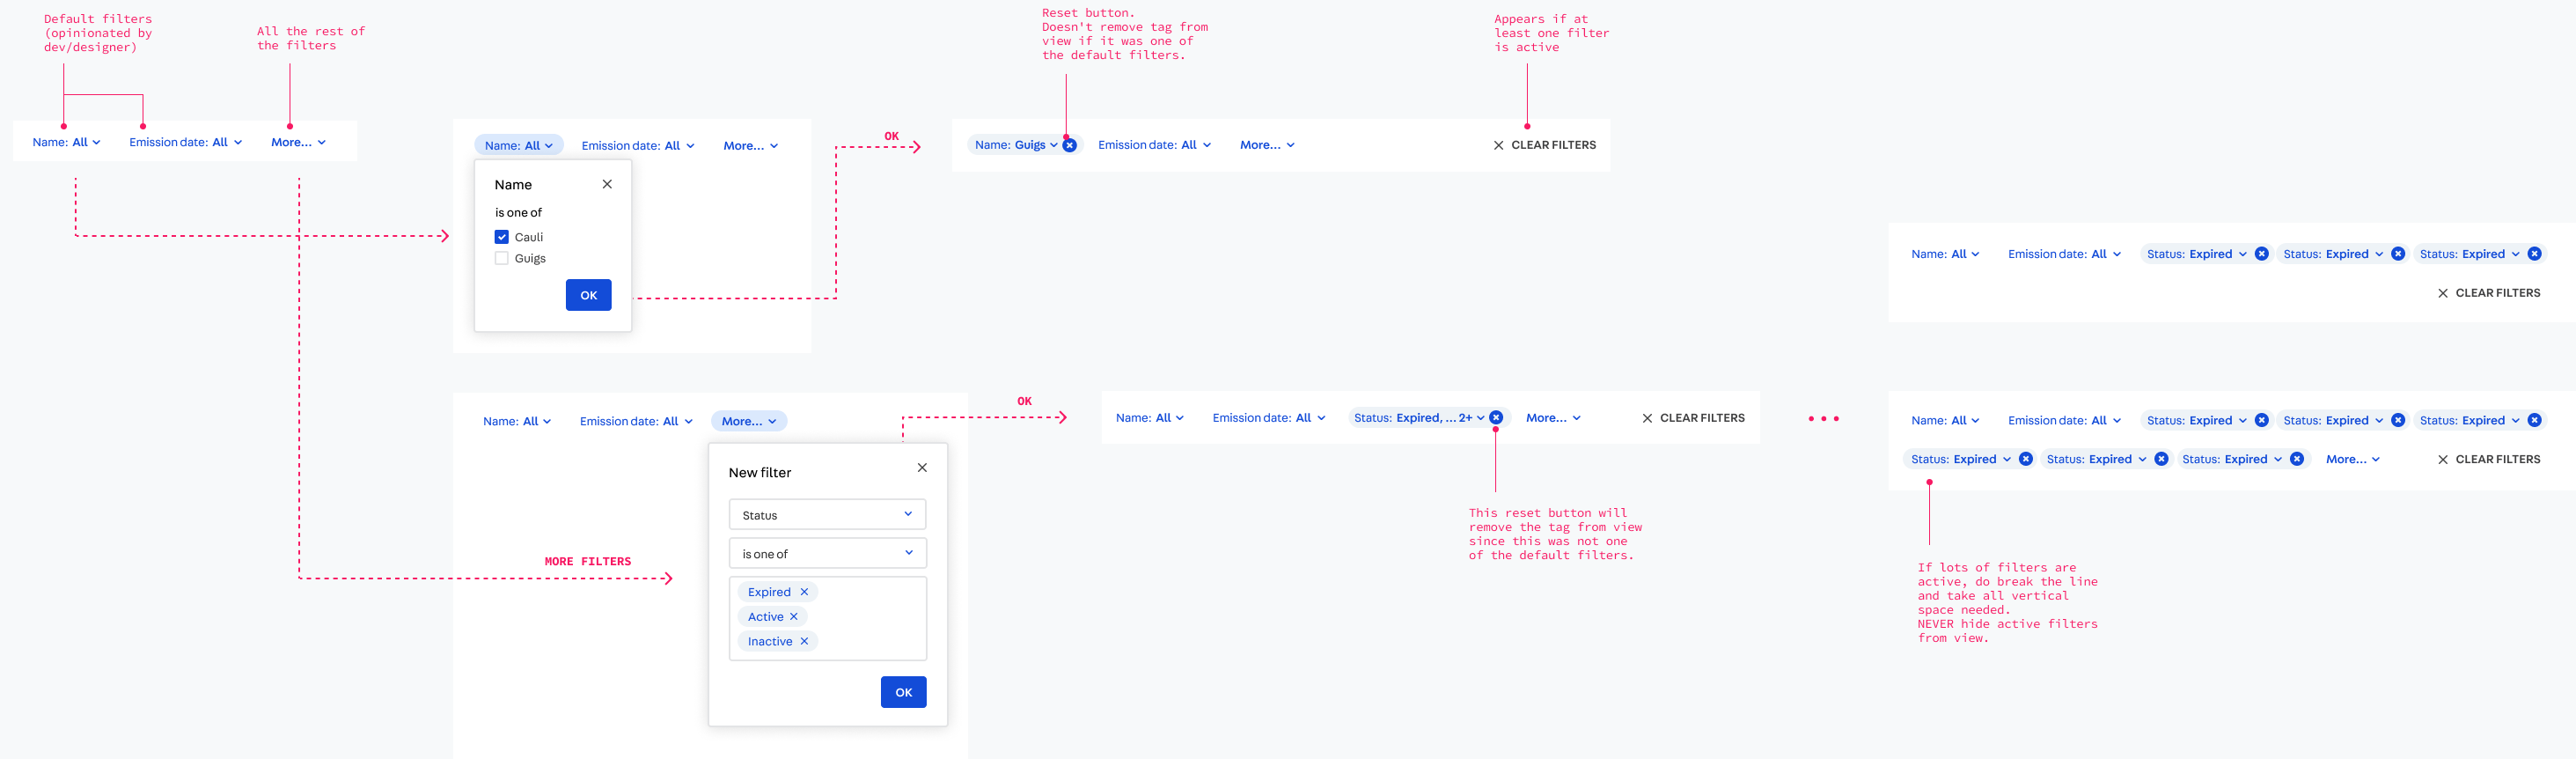 Default filters
(opinionated by
dev/designer)
All the rest of
the filters
Name: All
Emission date: All
More...
Name: All
Emission date: All
More...
Name
is one of
Cauli
Guigs
OK
OK
Reset button.
Doesn't remove tag from
view if it was one of
the default filters.
Appears if at
least one filter
is active
Name: Guigs
Emission date: All
More...
CLEAR FILTERS
MORE FILTERS
Name: All
Emission date: All
More...
New filter
Status
is one of
Expired
Active
Inactive
OK
OK
Name: All
Emission date: All
Status: Expired, ... 2+
More...
CLEAR FILTERS
This reset button will
remove the tag from view
since this was not one
of the default filters.
Name: All
Emission date: All
Status: Expired
Status: Expired
Status: Expired
CLEAR FILTERS
Name: All
Emission date: All
Status: Expired
Status: Expired
Status: Expired
Status: Expired
Status: Expired
Status: Expired
More...
CLEAR FILTERS
If lots of filters are
active, do break the line
and take all vertical
space needed.
NEVER hide active filters
from view.